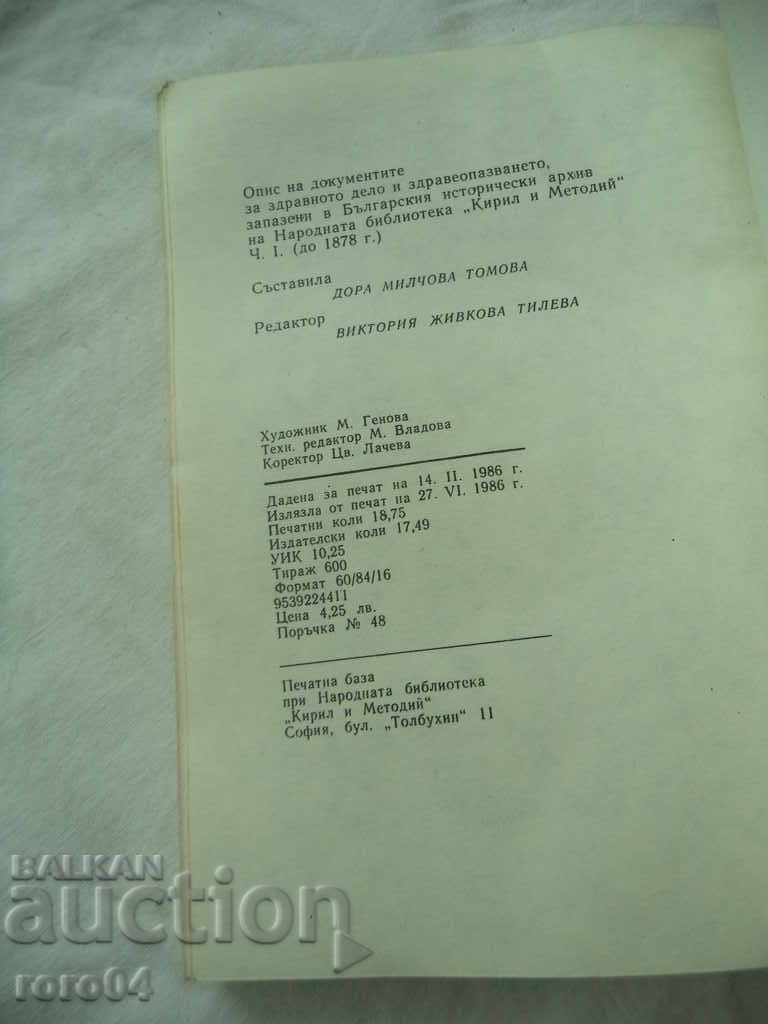 Опис на документите
за здравното дело и здравеопазването,
запазени в Българския исторически архив
на Народната библиотека „Кирил и Методий“
Ч. I. (до 1878 г.)
Съставила
ДОРА МИЛЧОВА ТОМОВА
Редактор
ВИКТОРИЯ ЖИВКОВА ТИЛЕВА
Художник М. Генова
Техн. редактор М. Владова
Коректор Цв. Лачева
Дадена за печат на 14. II. 1986 г.
Излязла от печат на 27. VI. 1986 г.
Печатни коли 18,75
Издателски коли 17,49
УИК 10,25
Тираж 600
Формат 60/84/16
9539224411
Цена 4,25 лв.
Поръчка № 48
Печатна база
при Народната библиотека
„Кирил и Методий“
София, бул. „Толбухин“ 11
BALKAN
auction
roro04